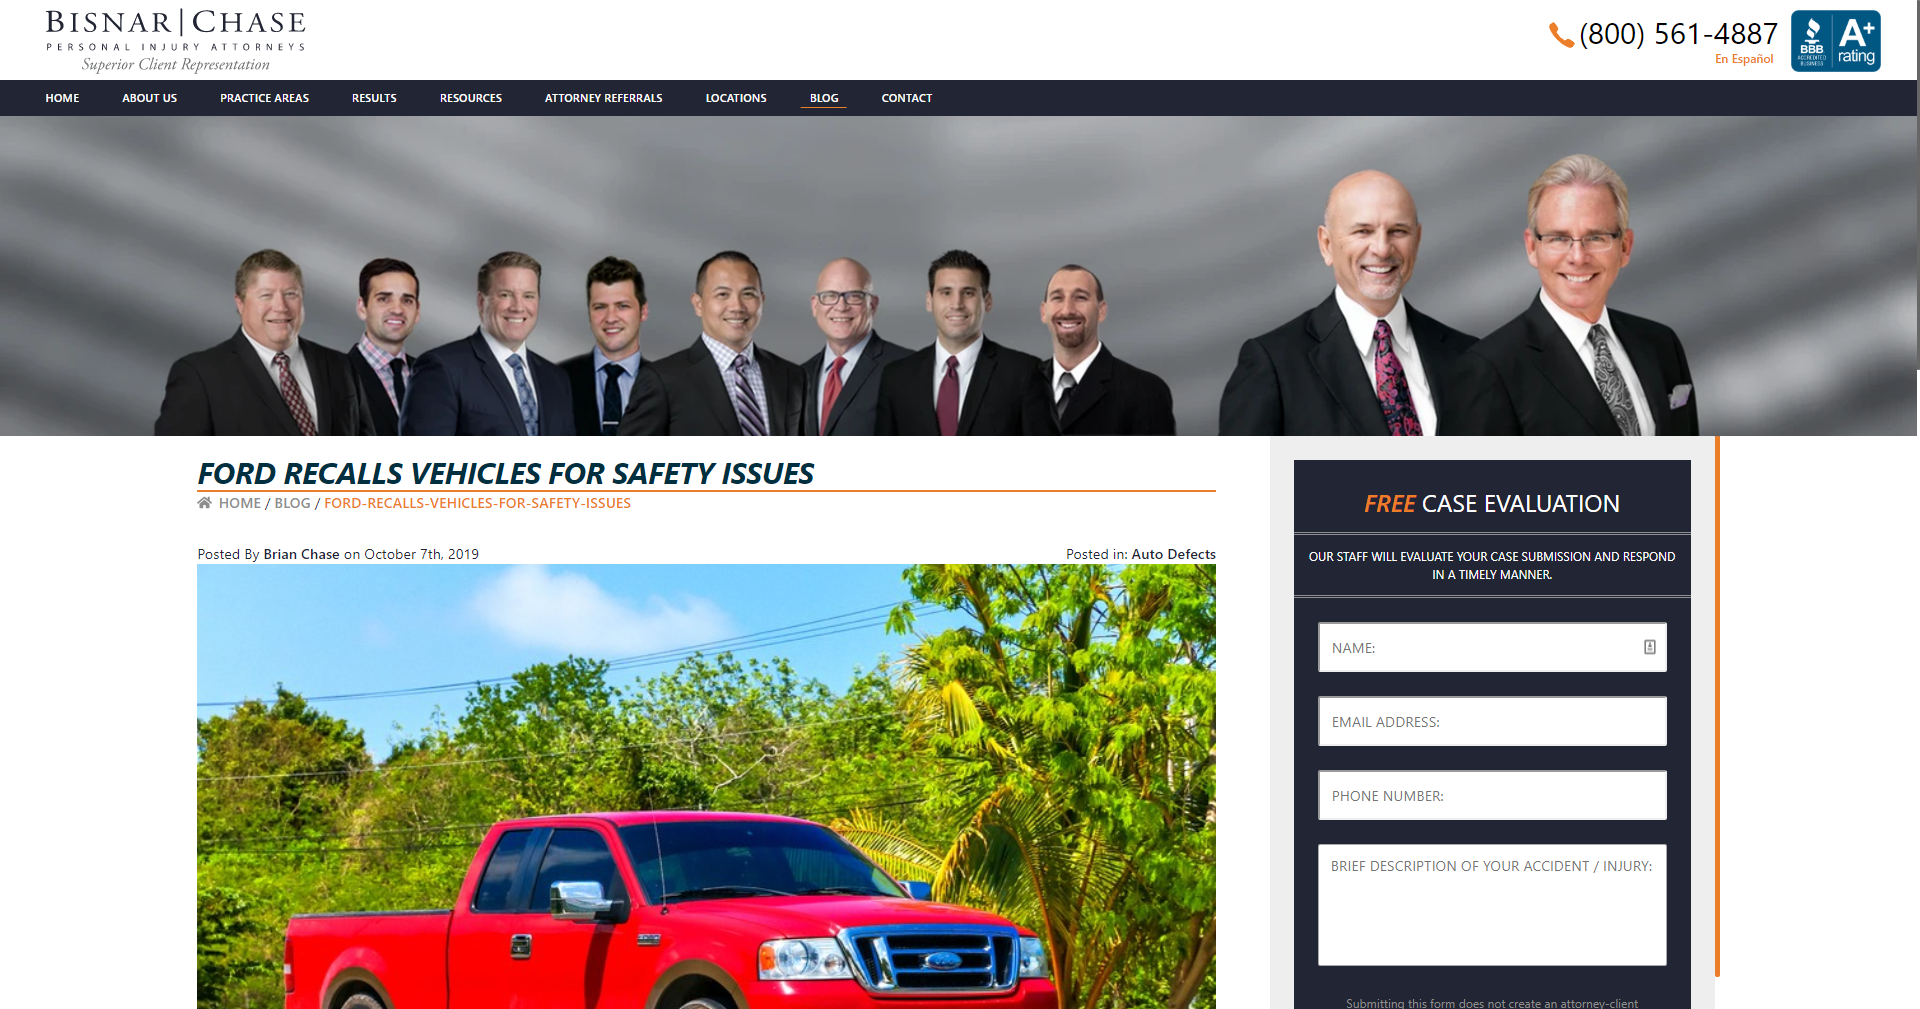 BISNAR|CHASE
PERSONAL INJURY ATTORNEYS
Superior Client Representation
(800) 561-4887
En Español
BBB
ACCREDITED
BUSINESS
A+
rating
HOME
ABOUT US
PRACTICE AREAS
RESULTS
RESOURCES
ATTORNEY REFERRALS
LOCATIONS
BLOG
CONTACT
FORD RECALLS VEHICLES FOR SAFETY ISSUES
HOME / BLOG / FORD-RECALLS-VEHICLES-FOR-SAFETY-ISSUES
Posted By Brian Chase on October 7th, 2019
Posted in: Auto Defects
Ford
FREE CASE EVALUATION
OUR STAFF WILL EVALUATE YOUR CASE SUBMISSION AND RESPOND
IN A TIMELY MANNER.
NAME:
EMAIL ADDRESS:
PHONE NUMBER:
BRIEF DESCRIPTION OF YOUR ACCIDENT / INJURY:
Submitting this form does not create an attorney-client